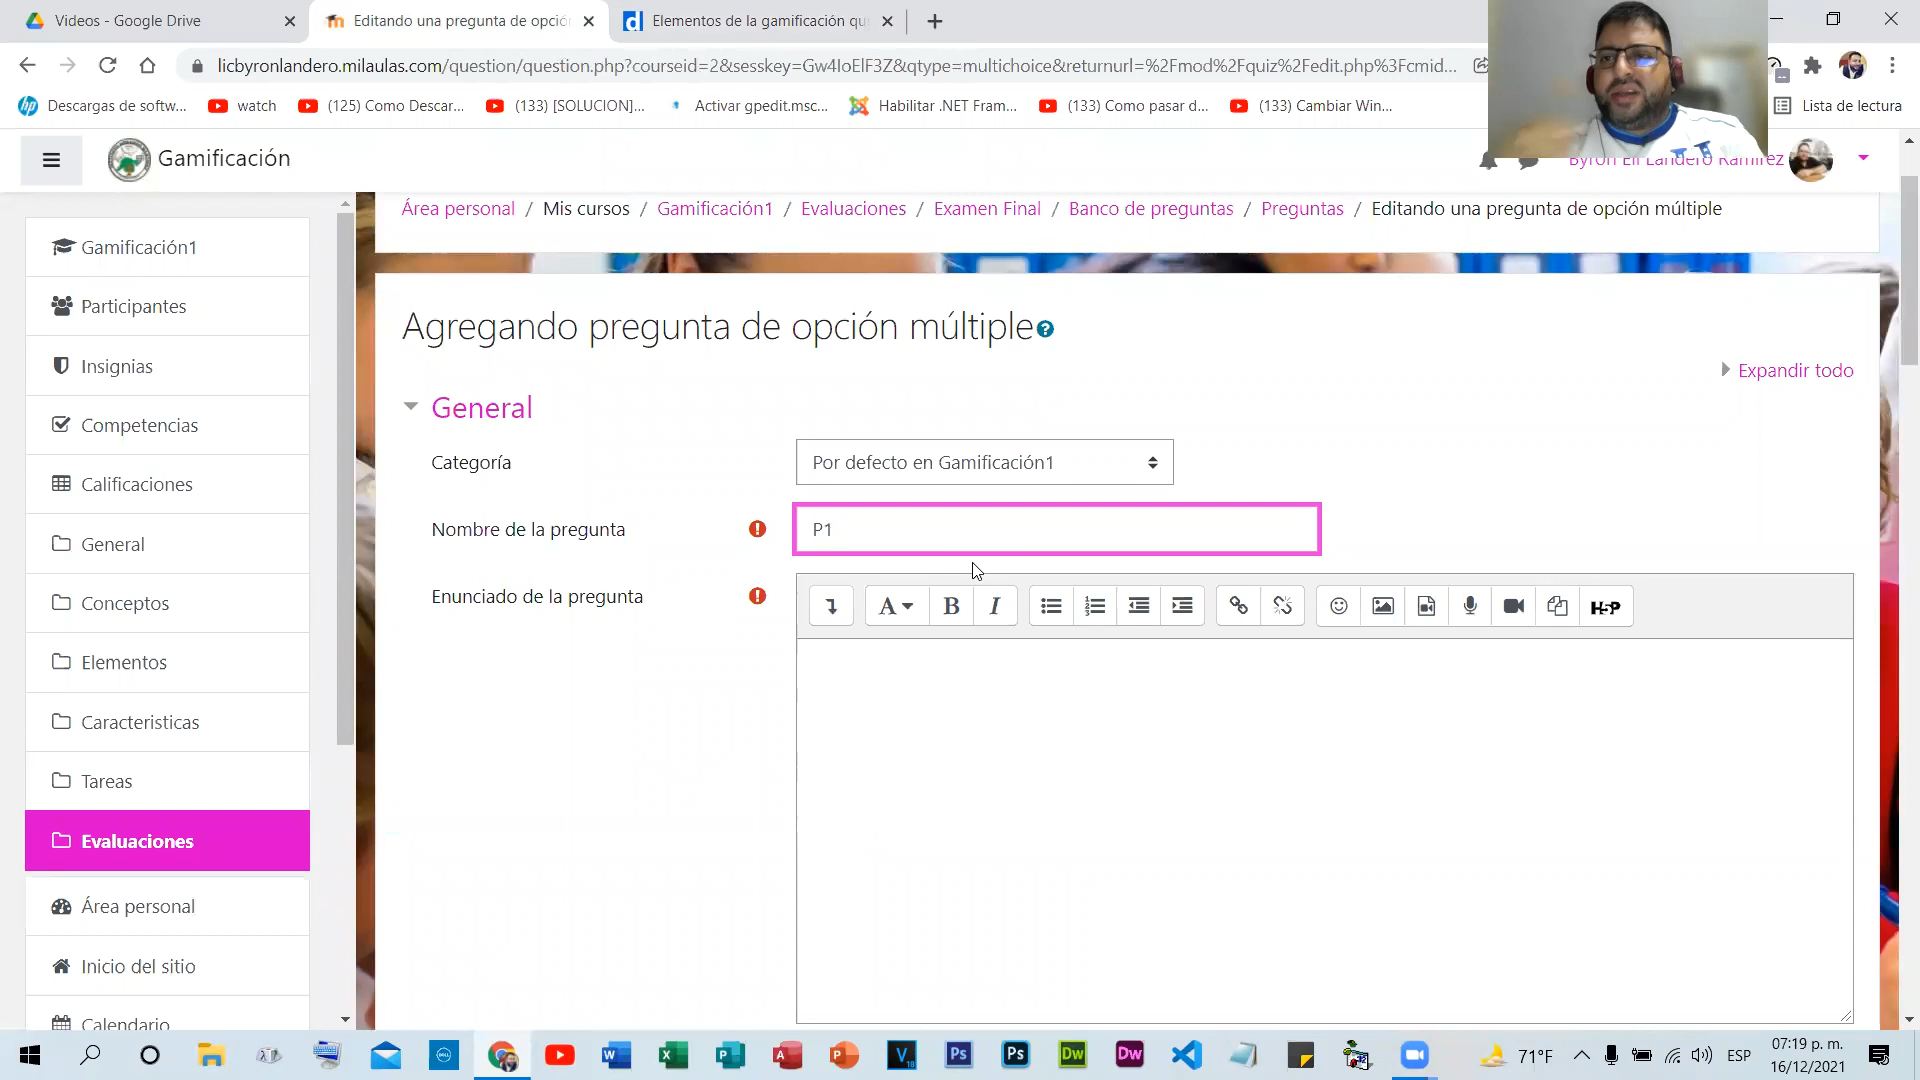 Videos - Google Drive
Editando una pregunta de opció
Elementos de la gamificación qu
licbyronlandero.milaulas.com/question/question.php?courseid=2&sesskey=Gw4IoElF3Z&qtype=multichoice&returnurl=%2Fmod%2Fquiz%2Fedit.php%3Fcmid...
Descargas de softw...
watch
(125) Como Descar...
(133) [SOLUCION]...
Activar gpedit.msc...
Habilitar .NET Fram...
(133) Como pasar d...
(133) Cambiar Win...
Lista de lectura
Gamificación
Byron Eli Landero Ramirez
Área personal / Mis cursos / Gamificación1 / Evaluaciones / Examen Final / Banco de preguntas / Preguntas / Editando una pregunta de opción múltiple
Gamificación1
Participantes
Insignias
Competencias
Calificaciones
General
Conceptos
Elementos
Caracteristicas
Tareas
Evaluaciones
Área personal
Inicio del sitio
Calendario
Agregando pregunta de opción múltiple
Expandir todo
General
Categoría
Por defecto en Gamificación1
Nombre de la pregunta
P1
Enunciado de la pregunta
A
B
I
H5P
71°F
ESP
07:19 p. m.
16/12/2021